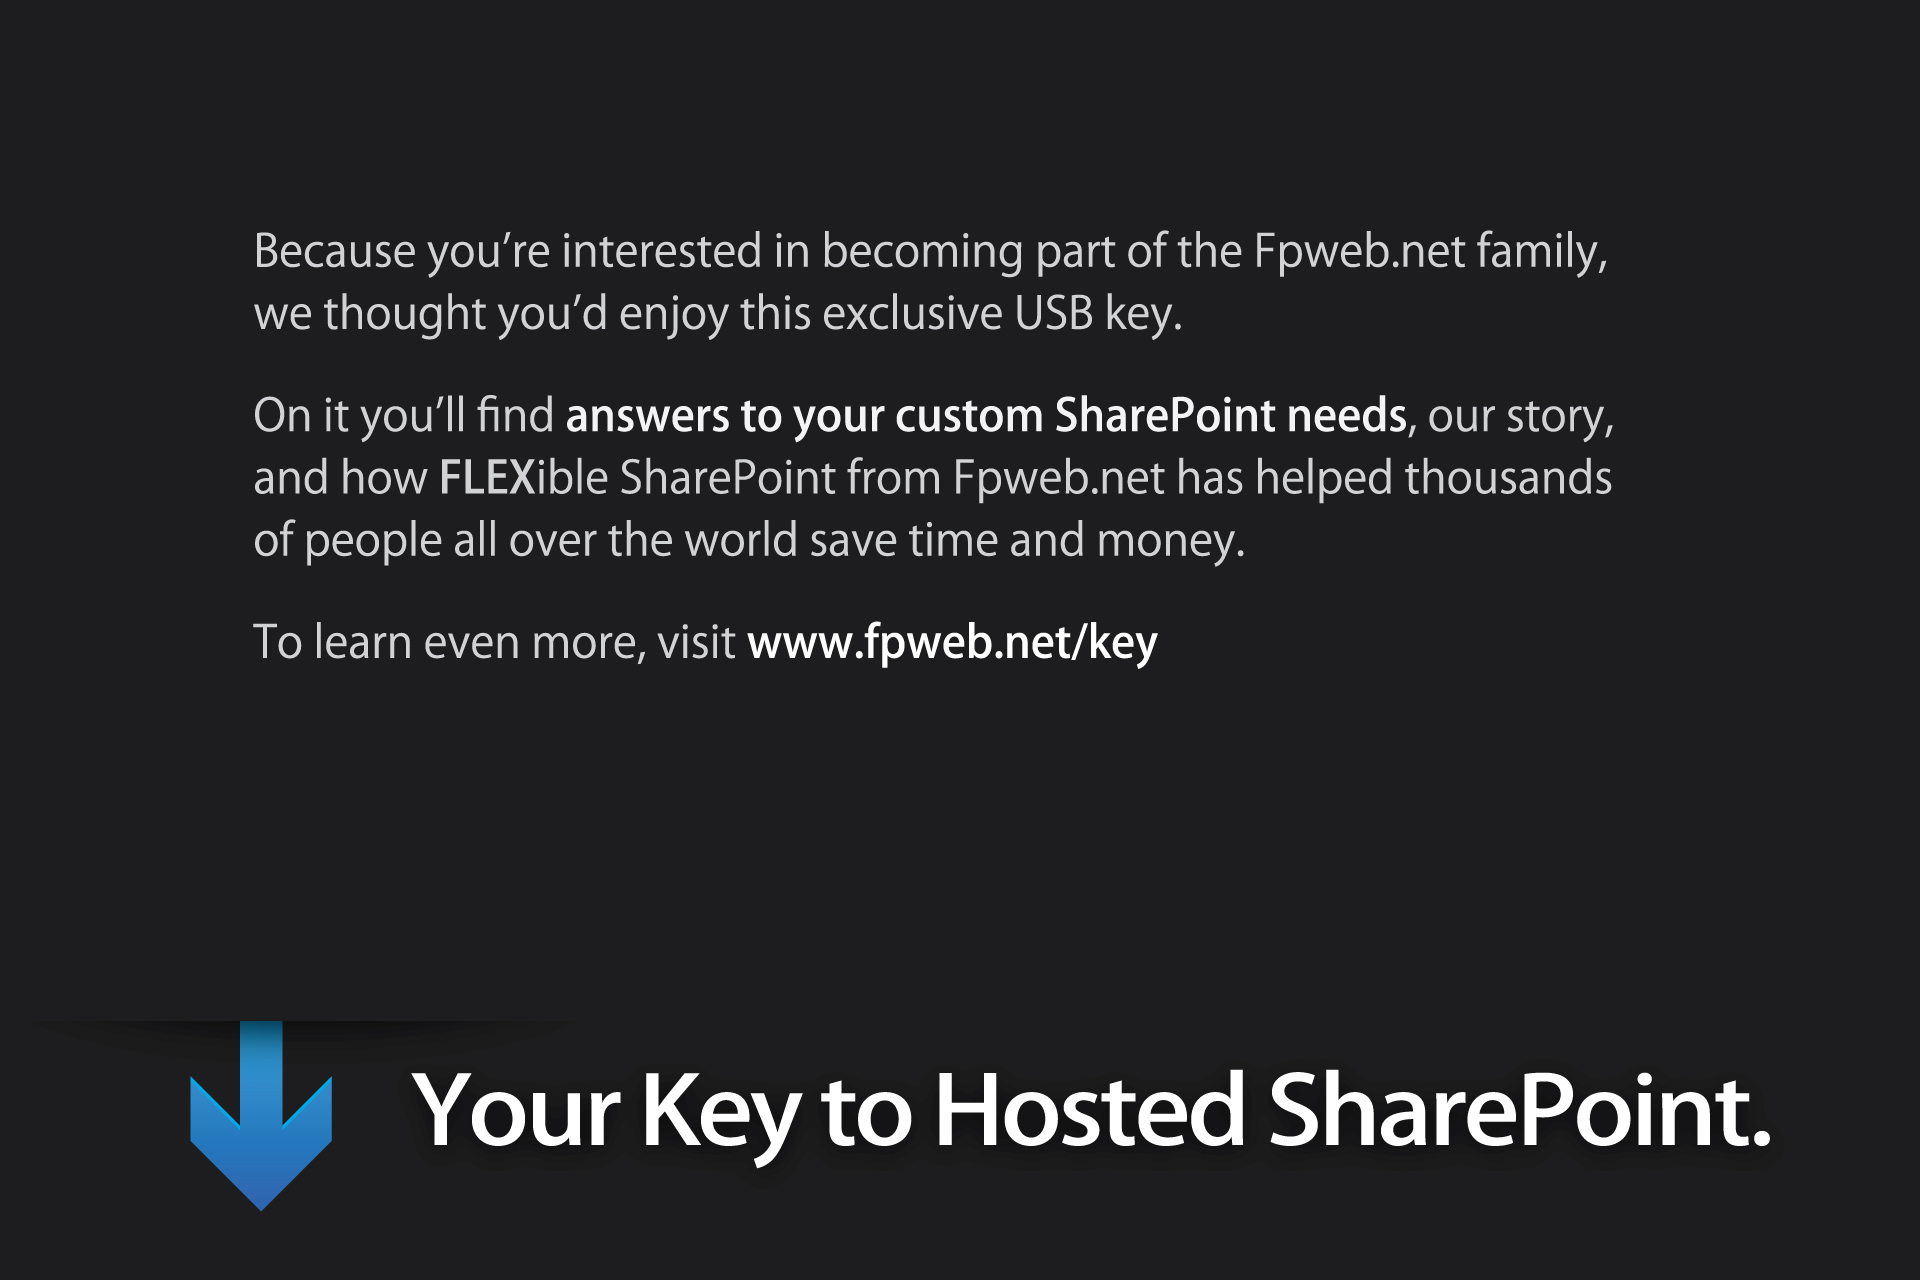 Because you’re interested in becoming part of the Fpweb.net family,
we thought you’d enjoy this exclusive USB key.
On it you’ll find answers to your custom SharePoint needs, our story,
and how FLEXible SharePoint from Fpweb.net has helped thousands
of people all over the world save time and money.
To learn even more, visit www.fpweb.net/key
Your Key to Hosted SharePoint.